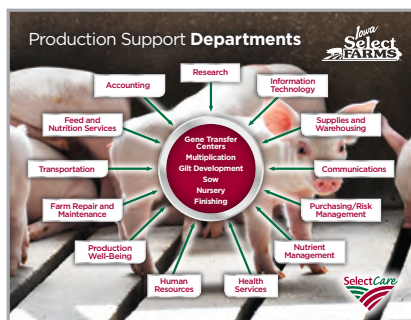 Production Support Departments
Iowa
Select
FARMS
Research
Accounting
Information
Technology
Feed and
Nutrition Services
Supplies and
Warehousing
Gene Transfer
Centers
Multiplication
Gilt Development
Sow
Nursery
Finishing
Transportation
Communications
Farm Repair and
Maintenance
Purchasing/Risk
Management
Production
Well-Being
Nutrient
Management
Human
Resources
Health
Services
SelectCare